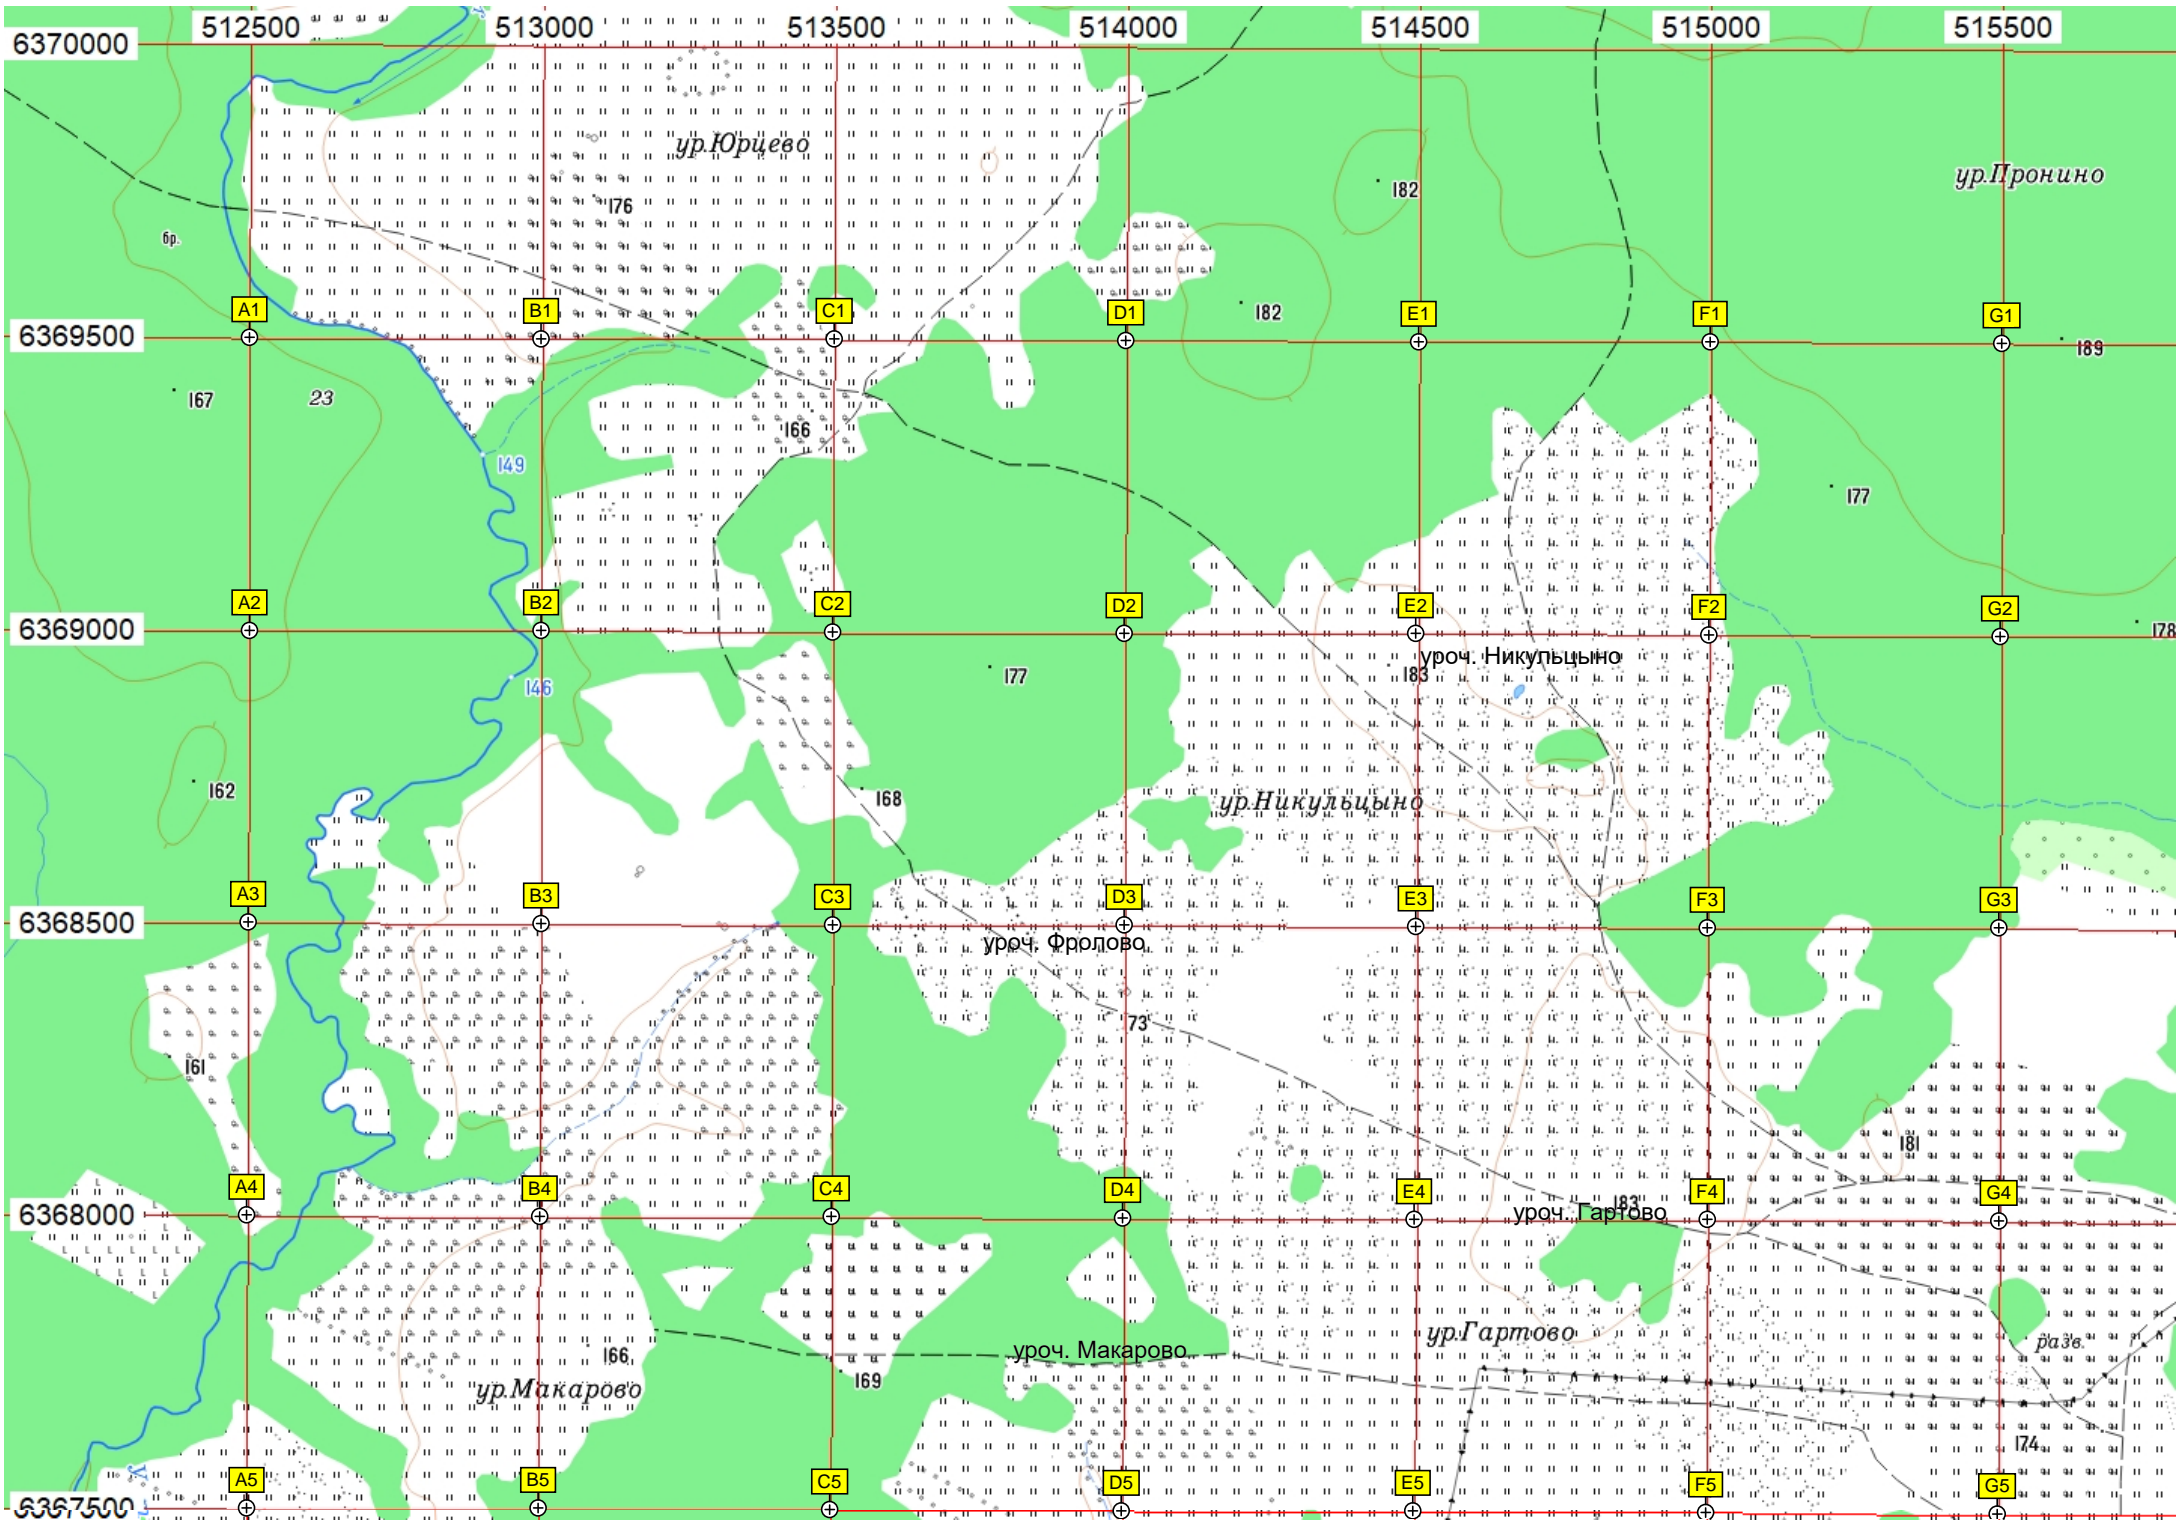 512500 513000 513500 514000 514500 515000 515500
6370000
ур.Юрцево
ур.Пронино
182
176
бр.
A1 B1 C1 D1 E1 F1 G1
182
6369500
189
167
23
166
149
177
A2 B2 C2 D2 E2 F2 G2
6369000
178
уроч. Никульцыно
177
183
146
162
168
ур.Никульцыно
A3 B3 C3 D3 E3 F3 G3
6368500
уроч. Фролово
73
161
181
A4 B4 C4 D4 E4 F4 G4
183
6368000
уроч. Гартово
ур.Гартово
разв.
уроч. Макарово
166
169
ур.Макарово
174
A5 B5 C5 D5 E5 F5 G5
6367500